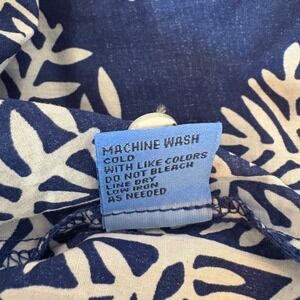 MACHINE WASH
COLD
WITH LIKE COLORS
DO NOT BLEACH
LINE DRY
LOW IRON
AS NEEDED